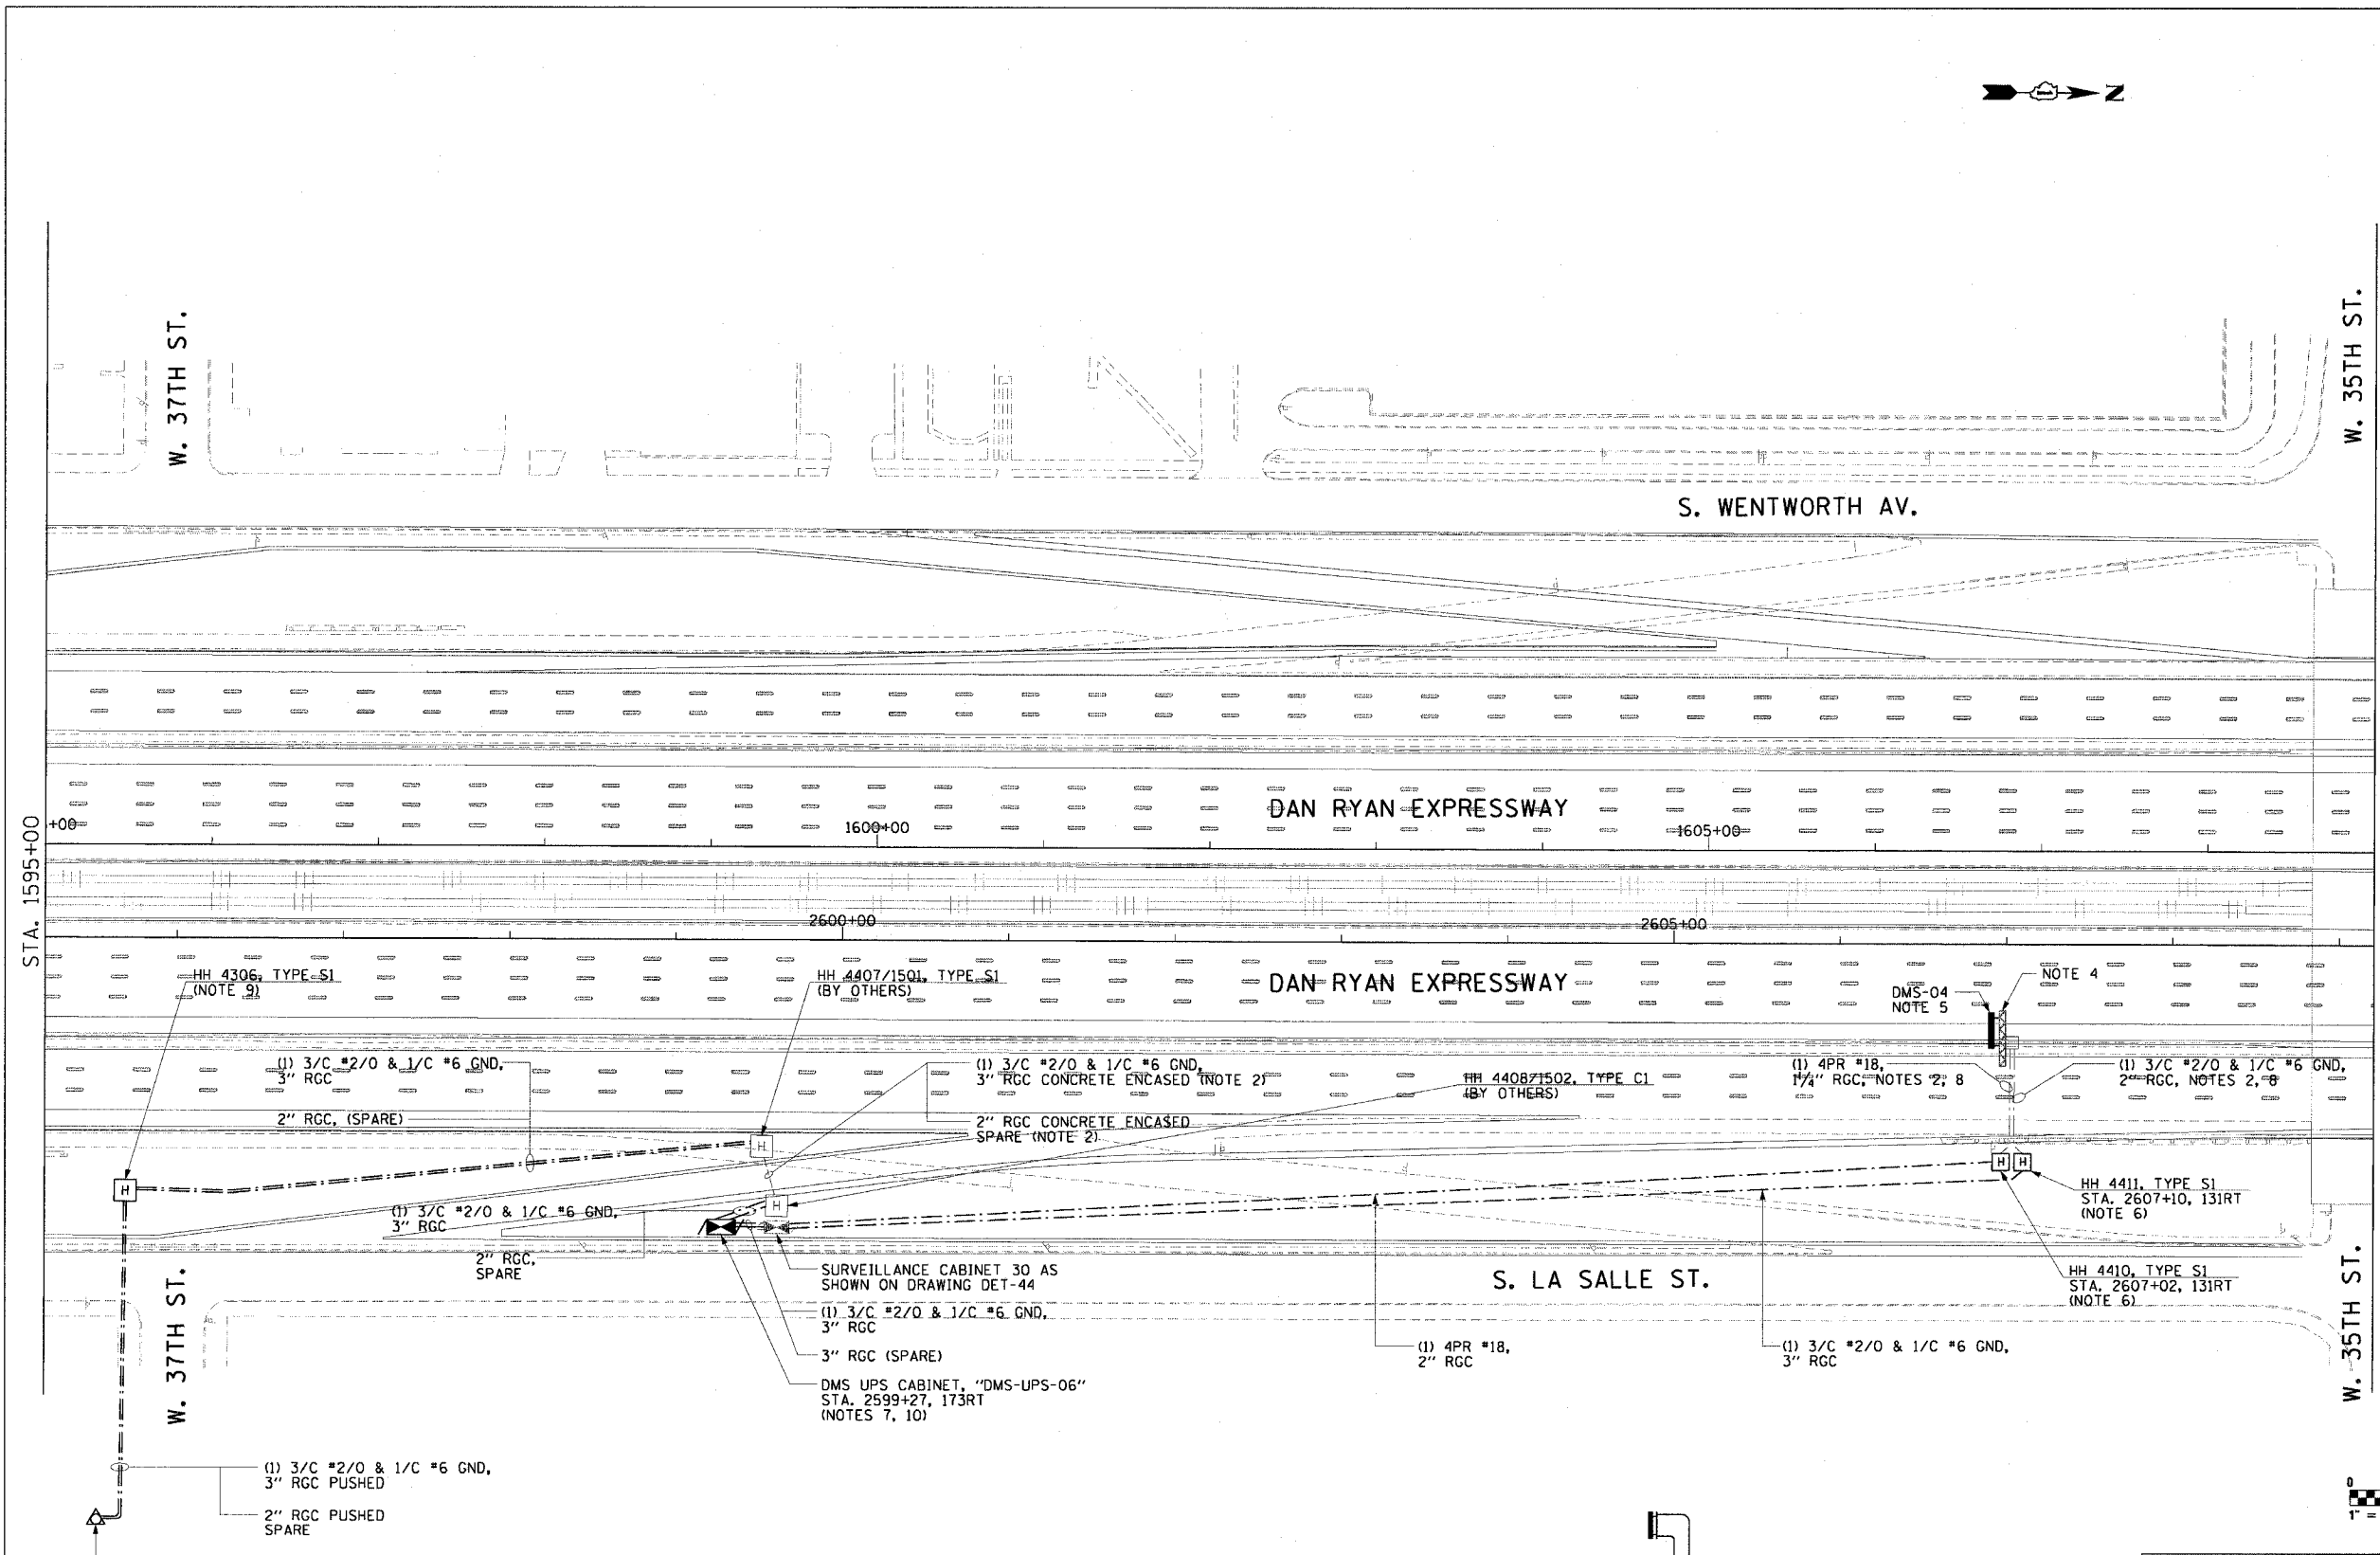 N
W. 37TH ST.
W. 35TH ST.
S. WENTWORTH AV.
DAN RYAN EXPRESSWAY
STA. 1595+00
+00
1600+00
1605+00
2600+00
2605+00
DAN RYAN EXPRESSWAY
HH 4306, TYPE S1
(NOTE 9)
HH 4407/1501, TYPE S1
(BY OTHERS)
NOTE 4
DMS-04
NOTE 5
(1) 3/C #2/0 & 1/C #6 GND,
3" RGC
2" RGC, (SPARE)
(1) 3/C #2/0 & 1/C #6 GND,
3" RGC CONCRETE ENCASED (NOTE 2)
2" RGC CONCRETE ENCASED
SPARE (NOTE 2)
HH 4408/1502, TYPE C1
(BY OTHERS)
(1) 4PR #18,
1¼" RGC, NOTES 2, 8
(1) 3/C #2/0 & 1/C #6 GND,
2" RGC, NOTES 2, 8
H
H
H
H H
(1) 3/C #2/0 & 1/C #6 GND,
3" RGC
2" RGC,
SPARE
HH 4411, TYPE S1
STA. 2607+10, 131RT
(NOTE 6)
HH 4410, TYPE S1
STA. 2607+02, 131RT
(NOTE 6)
SURVEILLANCE CABINET 30 AS
SHOWN ON DRAWING DET-44
(1) 3/C #2/0 & 1/C #6 GND,
3" RGC
3" RGC (SPARE)
DMS UPS CABINET, "DMS-UPS-06"
STA. 2599+27, 173RT
(NOTES 7, 10)
S. LA SALLE ST.
(1) 4PR #18,
2" RGC
(1) 3/C #2/0 & 1/C #6 GND,
3" RGC
W. 37TH ST.
W. 35TH ST.
(1) 3/C #2/0 & 1/C #6 GND,
3" RGC PUSHED
2" RGC PUSHED
SPARE
0
1" =